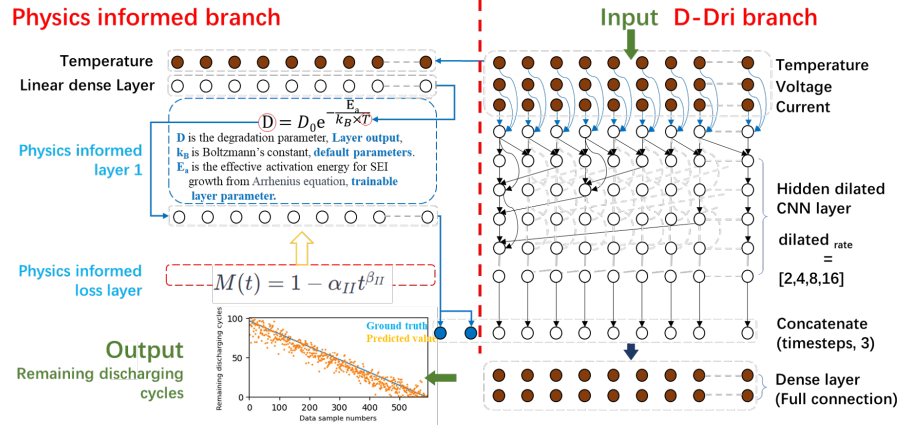 Physics informed branch
Input
D-Dri branch
Temperature
Linear dense Layer
Temperature
Voltage
Current
D = D₀e^(-Eₐ/(k_B×T))
D is the degradation parameter, Layer output,
k_B is Boltzmann's constant, default parameters.
Eₐ is the effective activation energy for SEI
growth from Arrhenius equation, trainable
layer parameter.
Physics informed
layer 1
Hidden dilated
CNN layer
dilated rate
=
[2,4,8,16]
Physics informed
loss layer
M(t) = 1 − α_II t^β_II
Output
Remaining discharging
cycles
Remaining discharging cycles
100
50
0
0 100 200 300 400 500
Data sample numbers
Ground truth
Predicted value
Concatenate
(timesteps, 3)
Dense layer
(Full connection)